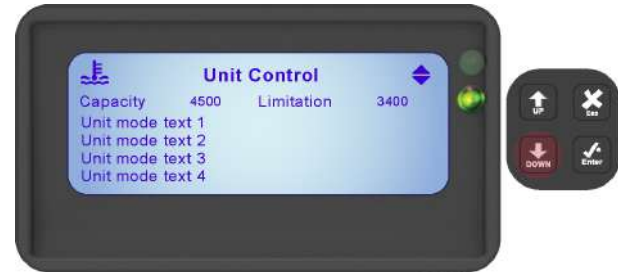 Unit Control
Capacity 4500 Limitation 3400
Unit mode text 1
Unit mode text 2
Unit mode text 3
Unit mode text 4
UP
Esc
DOWN
Enter